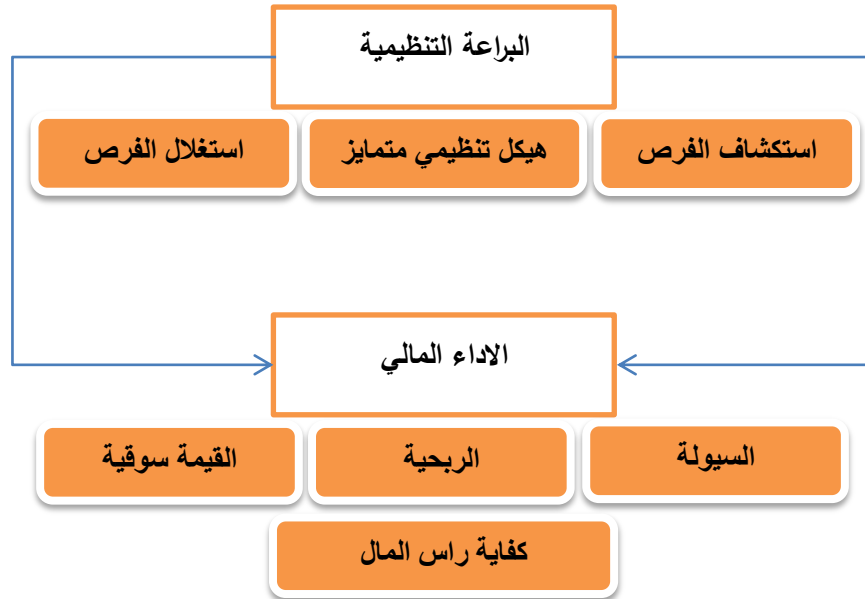 البراعة التنظيمية
استكشاف الفرص
هيكل تنظيمي متمايز
استغلال الفرص
الاداء المالي
السيولة
الربحية
القيمة سوقية
كفاية راس المال